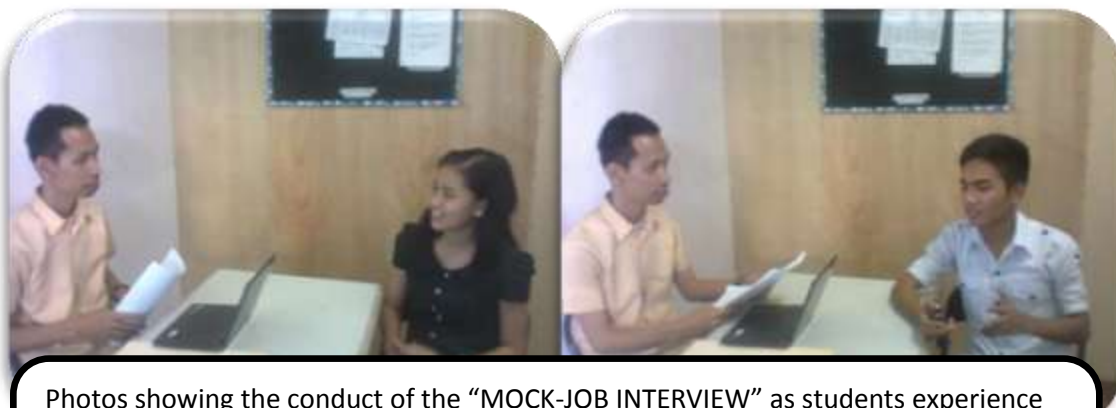 Photos showing the conduct of the “MOCK-JOB INTERVIEW” as students experience